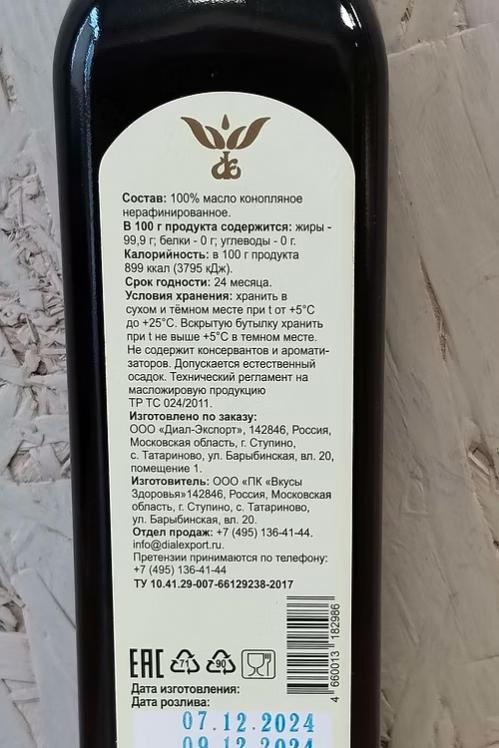 Состав: 100% масло конопляное
нерафинированное.
В 100 г продукта содержится: жиры -
99,9 г; белки - 0 г; углеводы - 0 г.
Калорийность: в 100 г продукта
899 ккал (3795 кДж).
Срок годности: 24 месяца.
Условия хранения: хранить в
сухом и тёмном месте при t от +5°C
до +25°C. Вскрытую бутылку хранить
при t не выше +5°C в темном месте.
Не содержит консервантов и аромати-
заторов. Допускается естественный
осадок. Технический регламент на
масложировую продукцию
ТР ТС 024/2011.
Изготовлено по заказу:
ООО «Диал-Экспорт», 142846, Россия,
Московская область, г. Ступино,
с. Татариново, ул. Барыбинская, вл. 20,
помещение 1.
Изготовитель: ООО «ПК «Вкусы
Здоровья»142846, Россия, Московская
область, г. Ступино, с. Татариново,
ул. Барыбинская, вл. 20.
Отдел продаж: +7 (495) 136-41-44.
info@dialexport.ru
Претензии принимаются по телефону:
+7 (495) 136-41-44
ТУ 10.41.29-007-66129238-2017
4 660013 182986
EAC 71 90
Дата изготовления:
Дата розлива:
07.12.2024
09.12.2024